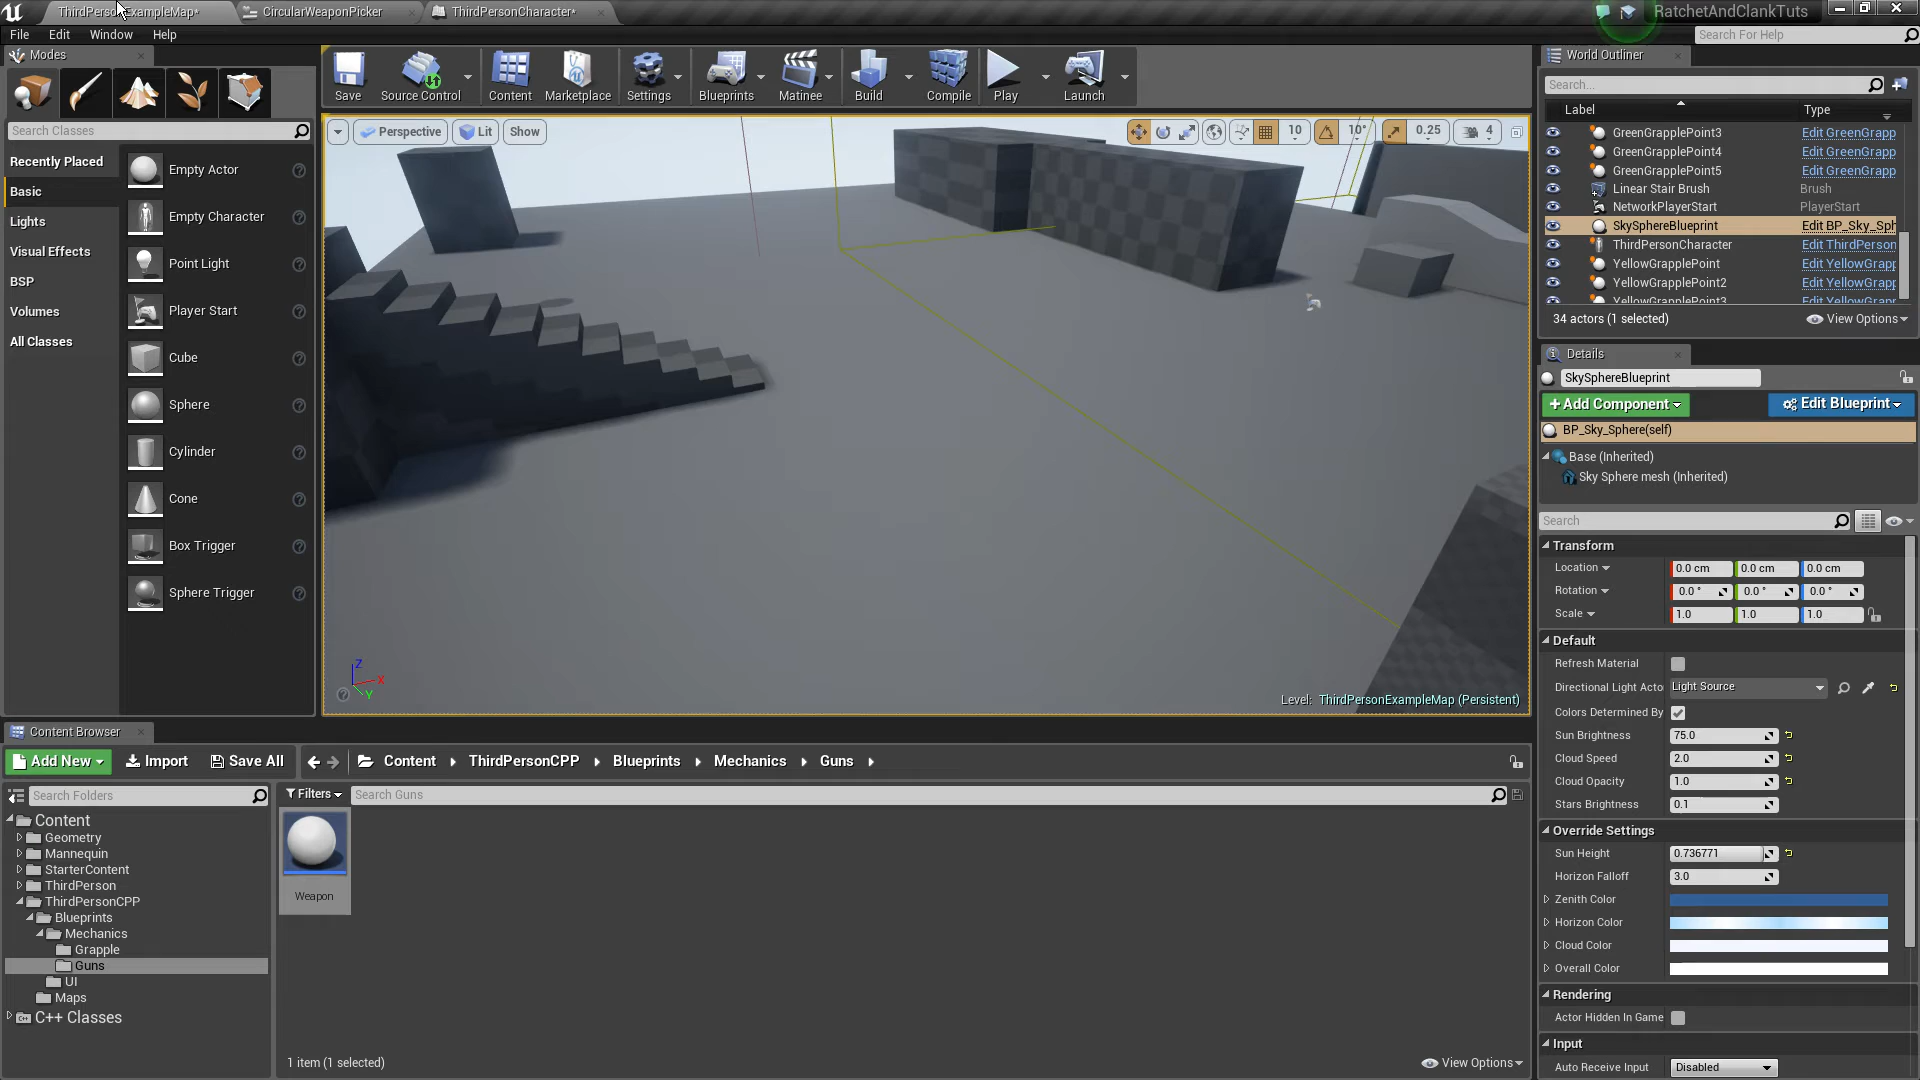 ThirdPersonExampleMap*
CircularWeaponPicker
ThirdPersonCharacter*
RatchetAndClankTuts
File
Edit
Window
Help
Search For Help
Modes
Search Classes
Recently Placed
Basic
Lights
Visual Effects
BSP
Volumes
All Classes
Empty Actor
Empty Character
Point Light
Player Start
Cube
Sphere
Cylinder
Cone
Box Trigger
Sphere Trigger
Save
Source Control
Content
Marketplace
Settings
Blueprints
Matinee
Build
Compile
Play
Launch
Perspective
Lit
Show
10
10°
0.25
4
Z
X
Y
Level: ThirdPersonExampleMap (Persistent)
World Outliner
Search...
Label
Type
GreenGrapplePoint3 Edit GreenGrapp
GreenGrapplePoint4 Edit GreenGrapp
GreenGrapplePoint5 Edit GreenGrapp
Linear Stair Brush Brush
NetworkPlayerStart PlayerStart
SkySphereBlueprint Edit BP_Sky_Sph
ThirdPersonCharacter Edit ThirdPerson
YellowGrapplePoint Edit YellowGrapp
YellowGrapplePoint2 Edit YellowGrapp
YellowGrapplePoint3 Edit YellowGrapp
34 actors (1 selected)
View Options
Details
SkySphereBlueprint
+Add Component
Edit Blueprint
BP_Sky_Sphere(self)
Base (Inherited)
Sky Sphere mesh (Inherited)
Search
Transform
Location 0.0 cm 0.0 cm 0.0 cm
Rotation 0.0 ° 0.0 ° 0.0 °
Scale 1.0 1.0 1.0
Default
Refresh Material
Directional Light Acto Light Source
Colors Determined By
Sun Brightness 75.0
Cloud Speed 2.0
Cloud Opacity 1.0
Stars Brightness 0.1
Override Settings
Sun Height 0.736771
Horizon Falloff 3.0
Zenith Color
Horizon Color
Cloud Color
Overall Color
Rendering
Actor Hidden In Game
Input
Auto Receive Input Disabled
Content Browser
Add New
Import
Save All
Content
ThirdPersonCPP
Blueprints
Mechanics
Guns
Search Folders
Filters
Search Guns
Content
Geometry
Mannequin
StarterContent
ThirdPerson
ThirdPersonCPP
Blueprints
Mechanics
Grapple
Guns
UI
Maps
C++ Classes
Weapon
1 item (1 selected)
View Options